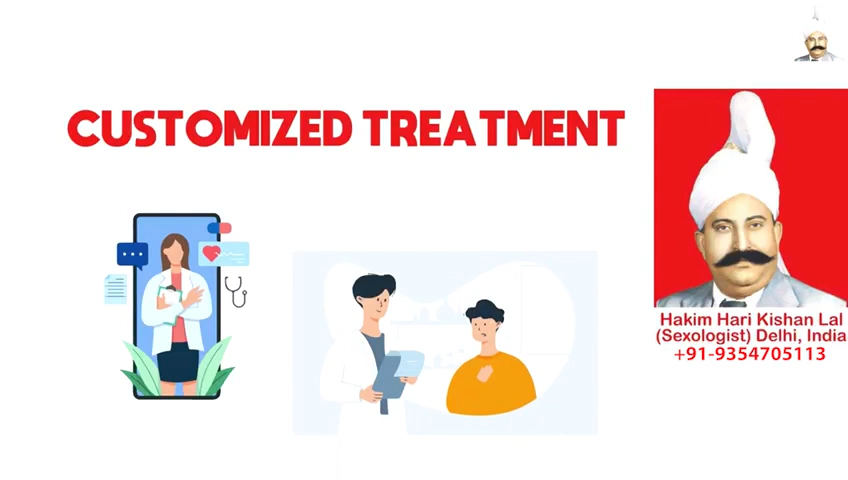 CUSTOMIZED TREATMENT
Hakim Hari Kishan Lal
(Sexologist) Delhi, India
+91-9354705113